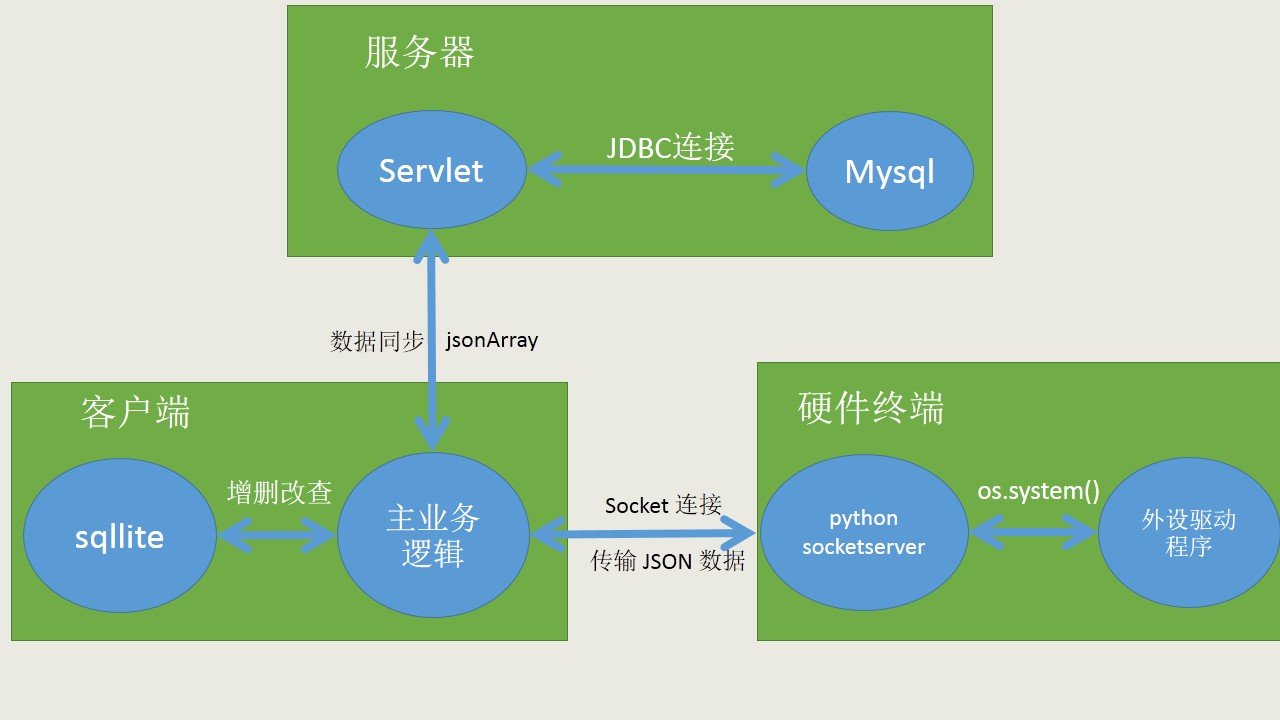 服务器
Servlet
JDBC连接
Mysql
数据同步
jsonArray
客户端
sqllite
增删改查
主业务
逻辑
Socket 连接
传输 JSON 数据
硬件终端
python
socketserver
os.system()
外设驱动
程序